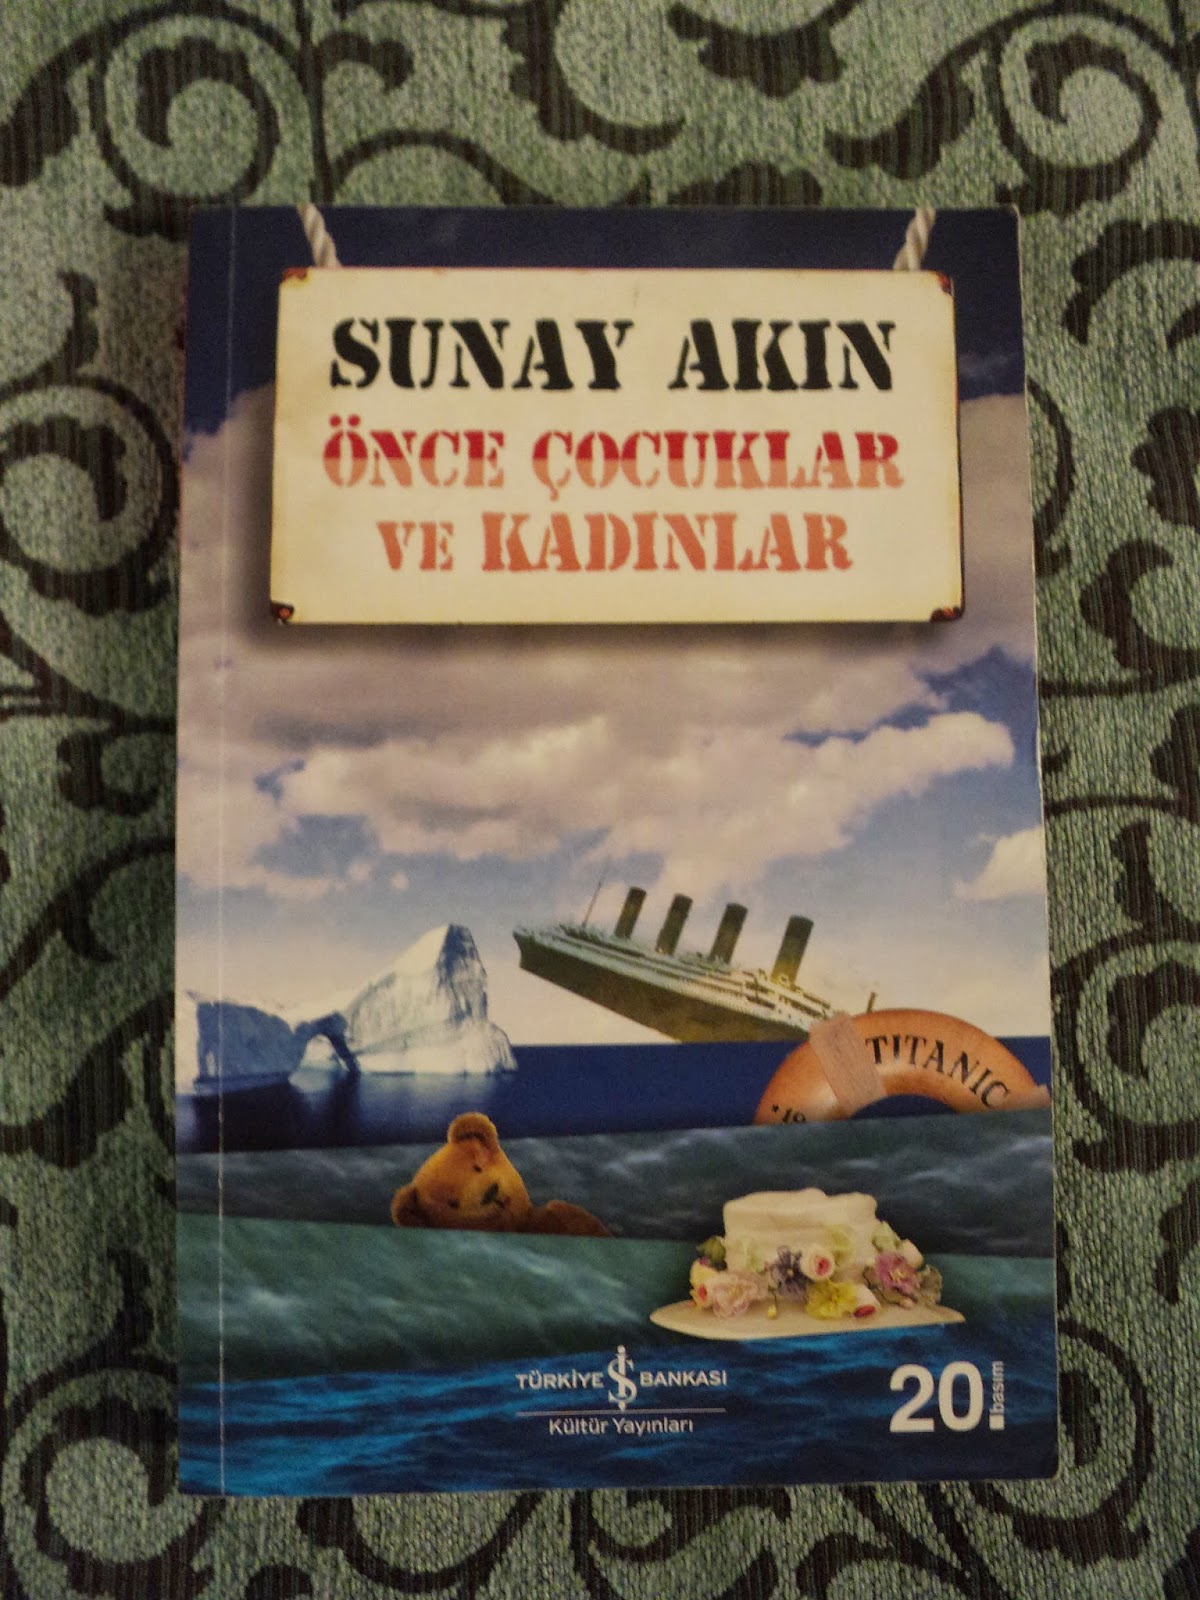 SUNAY AKIN
ÖNCE ÇOCUKLAR
VE KADINLAR
TITANIC
TÜRKİYE İŞ BANKASI
Kültür Yayınları
20. basım